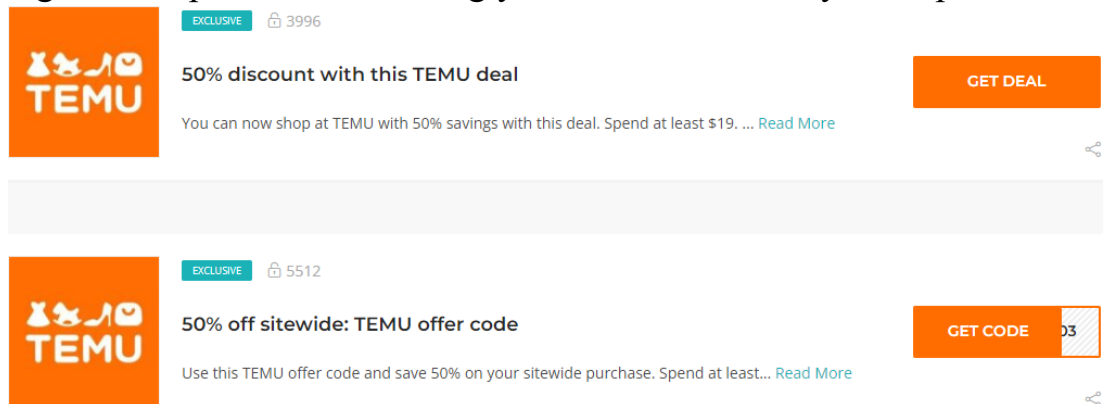 EXCLUSIVE 3996
TEMU
50% discount with this TEMU deal
GET DEAL
You can now shop at TEMU with 50% savings with this deal. Spend at least $19. ... Read More
EXCLUSIVE 5512
TEMU
50% off sitewide: TEMU offer code
GET CODE 03
Use this TEMU offer code and save 50% on your sitewide purchase. Spend at least... Read More